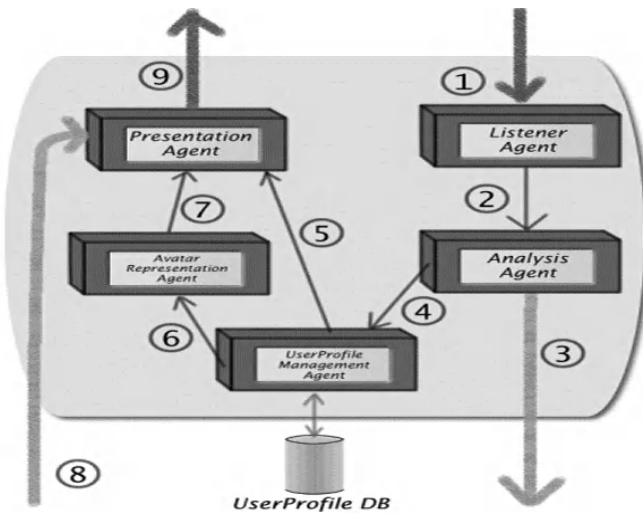 9
1
Presentation
Agent
Listener
Agent
2
7
5
Avatar
Representation
Agent
Analysis
Agent
4
6
3
UserProfile
Management
Agent
8
UserProfile DB